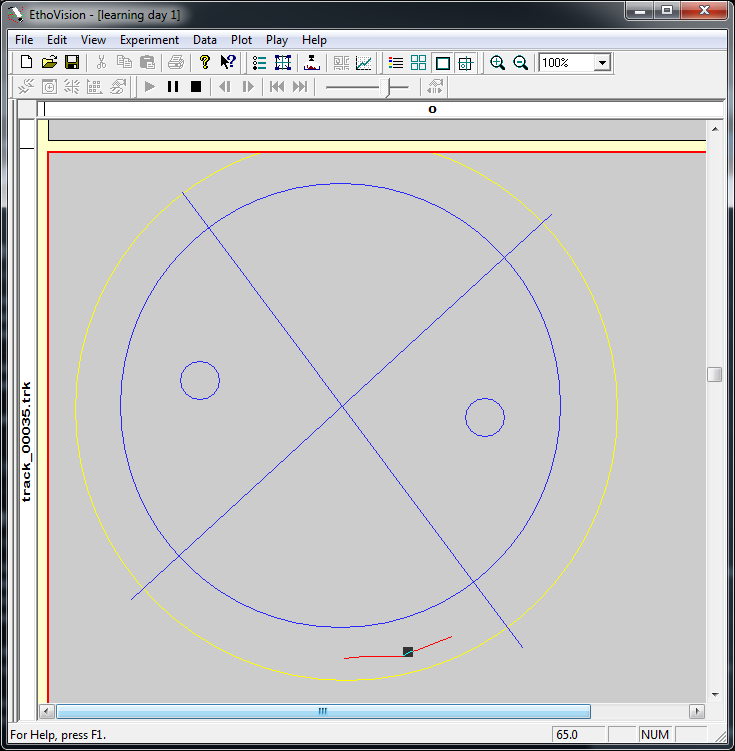 EthoVision - [learning day 1]
File Edit View Experiment Data Plot Play Help
100%
0
track_00035.trk
For Help, press F1.
65.0
NUM